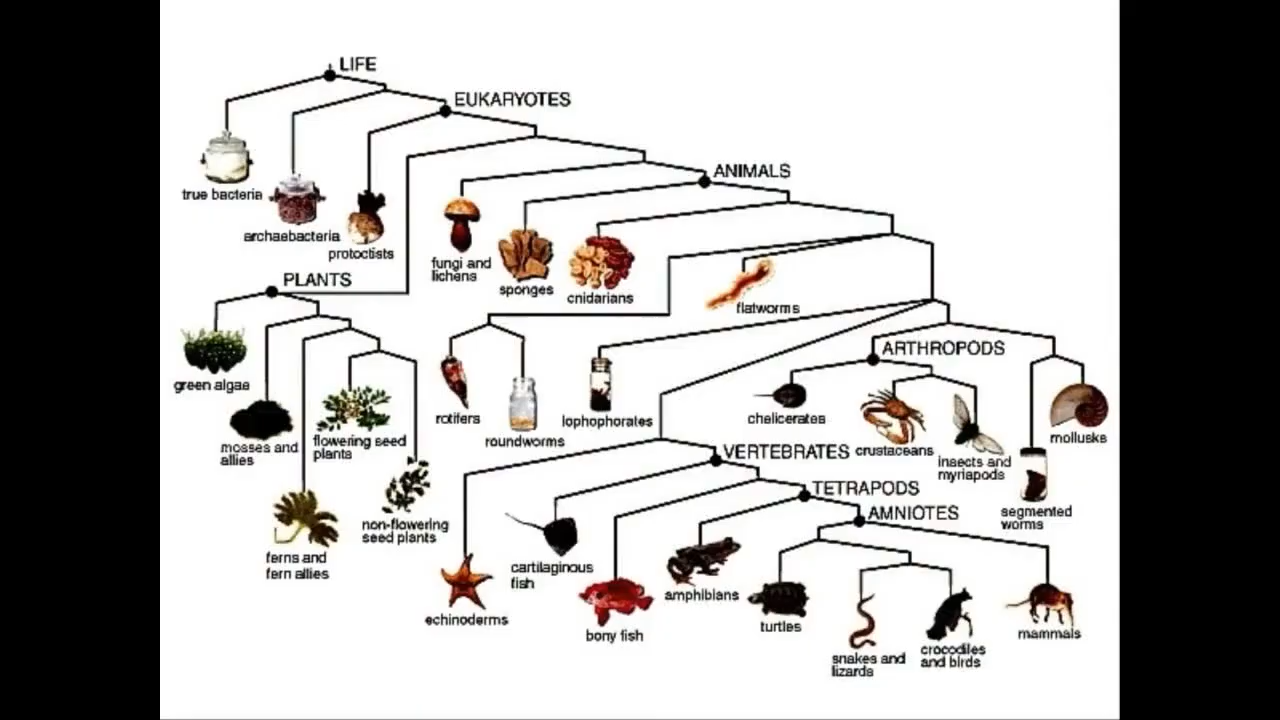 LIFE
EUKARYOTES
true bacteria
archaebacteria
protoctists
ANIMALS
fungi and
lichens
sponges
cnidarians
flatworms
PLANTS
green algae
mosses and
allies
flowering seed
plants
ferns and
fern allies
non-flowering
seed plants
rotifers
roundworms
lophophorates
ARTHROPODS
chelicerates
crustaceans
insects and
myriapods
mollusks
segmented
worms
VERTEBRATES
TETRAPODS
AMNIOTES
echinoderms
cartilaginous
fish
bony fish
amphibians
turtles
snakes and
lizards
crocodiles
and birds
mammals